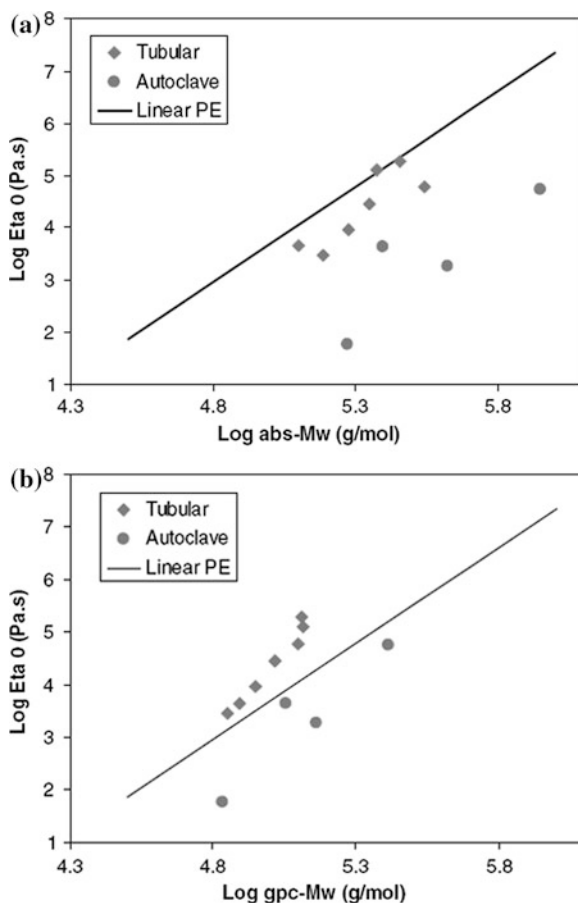 (a)
8
7
6
5
4
3
2
1
Log Eta 0 (Pa.s)
Tubular
Autoclave
Linear PE
4.3
4.8
5.3
5.8
Log abs-Mw (g/mol)
(b)
8
7
6
5
4
3
2
1
Log Eta 0 (Pa.s)
Tubular
Autoclave
Linear PE
4.3
4.8
5.3
5.8
Log gpc-Mw (g/mol)